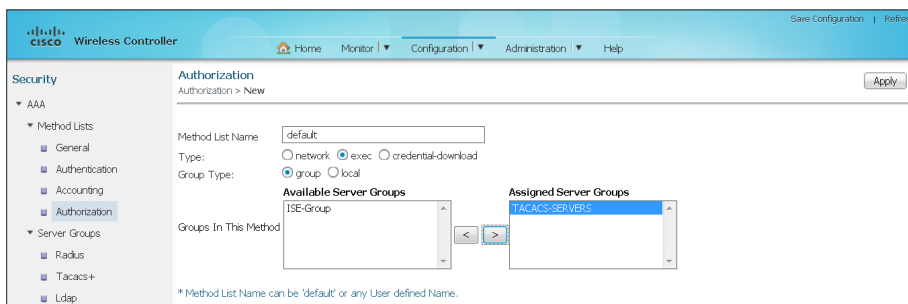 Save Configuration | Refres
CISCO Wireless Controller
Home Monitor | ▼ Configuration | ▼ Administration | ▼ Help
Security
▼ AAA
▼ Method Lists
General
Authentication
Accounting
Authorization
▼ Server Groups
Radius
Tacacs+
Ldap
Authorization
Authorization > New
Apply
Method List Name default
Type: network exec credential-download
Group Type: group local
Available Server Groups Assigned Server Groups
Groups In This Method ISE-Group < > TACACS-SERVERS
* Method List Name can be 'default' or any User defined Name.